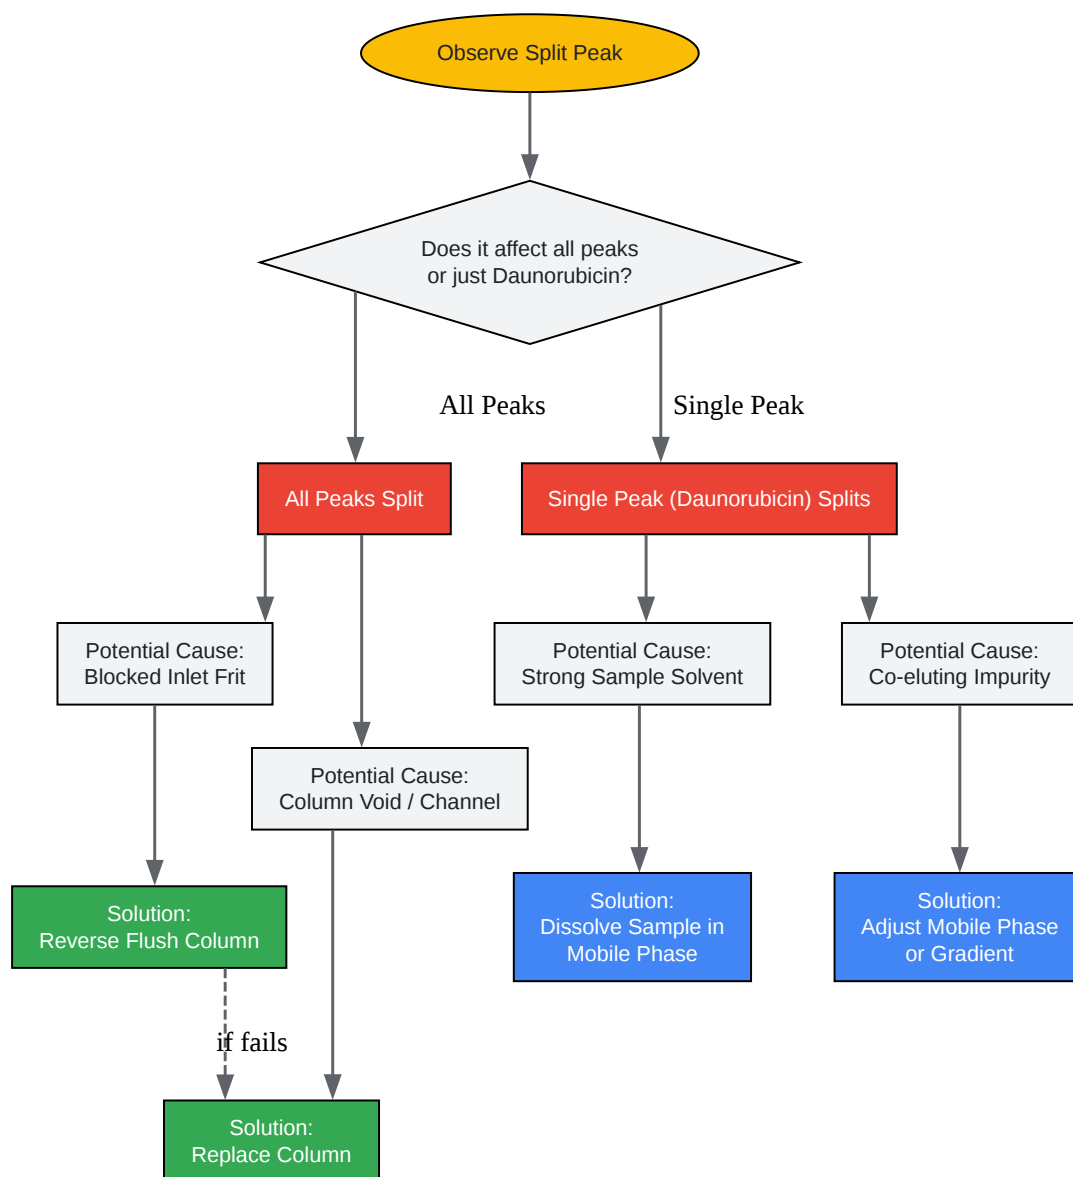 Observe Split Peak
Does it affect all peaks
or just Daunorubicin?
All Peaks
Single Peak
All Peaks Split
Single Peak (Daunorubicin) Splits
Potential Cause:
Blocked Inlet Frit
Potential Cause:
Strong Sample Solvent
Potential Cause:
Co-eluting Impurity
Potential Cause:
Column Void / Channel
Solution:
Reverse Flush Column
Solution:
Dissolve Sample in
Mobile Phase
Solution:
Adjust Mobile Phase
or Gradient
if fails
Solution:
Replace Column